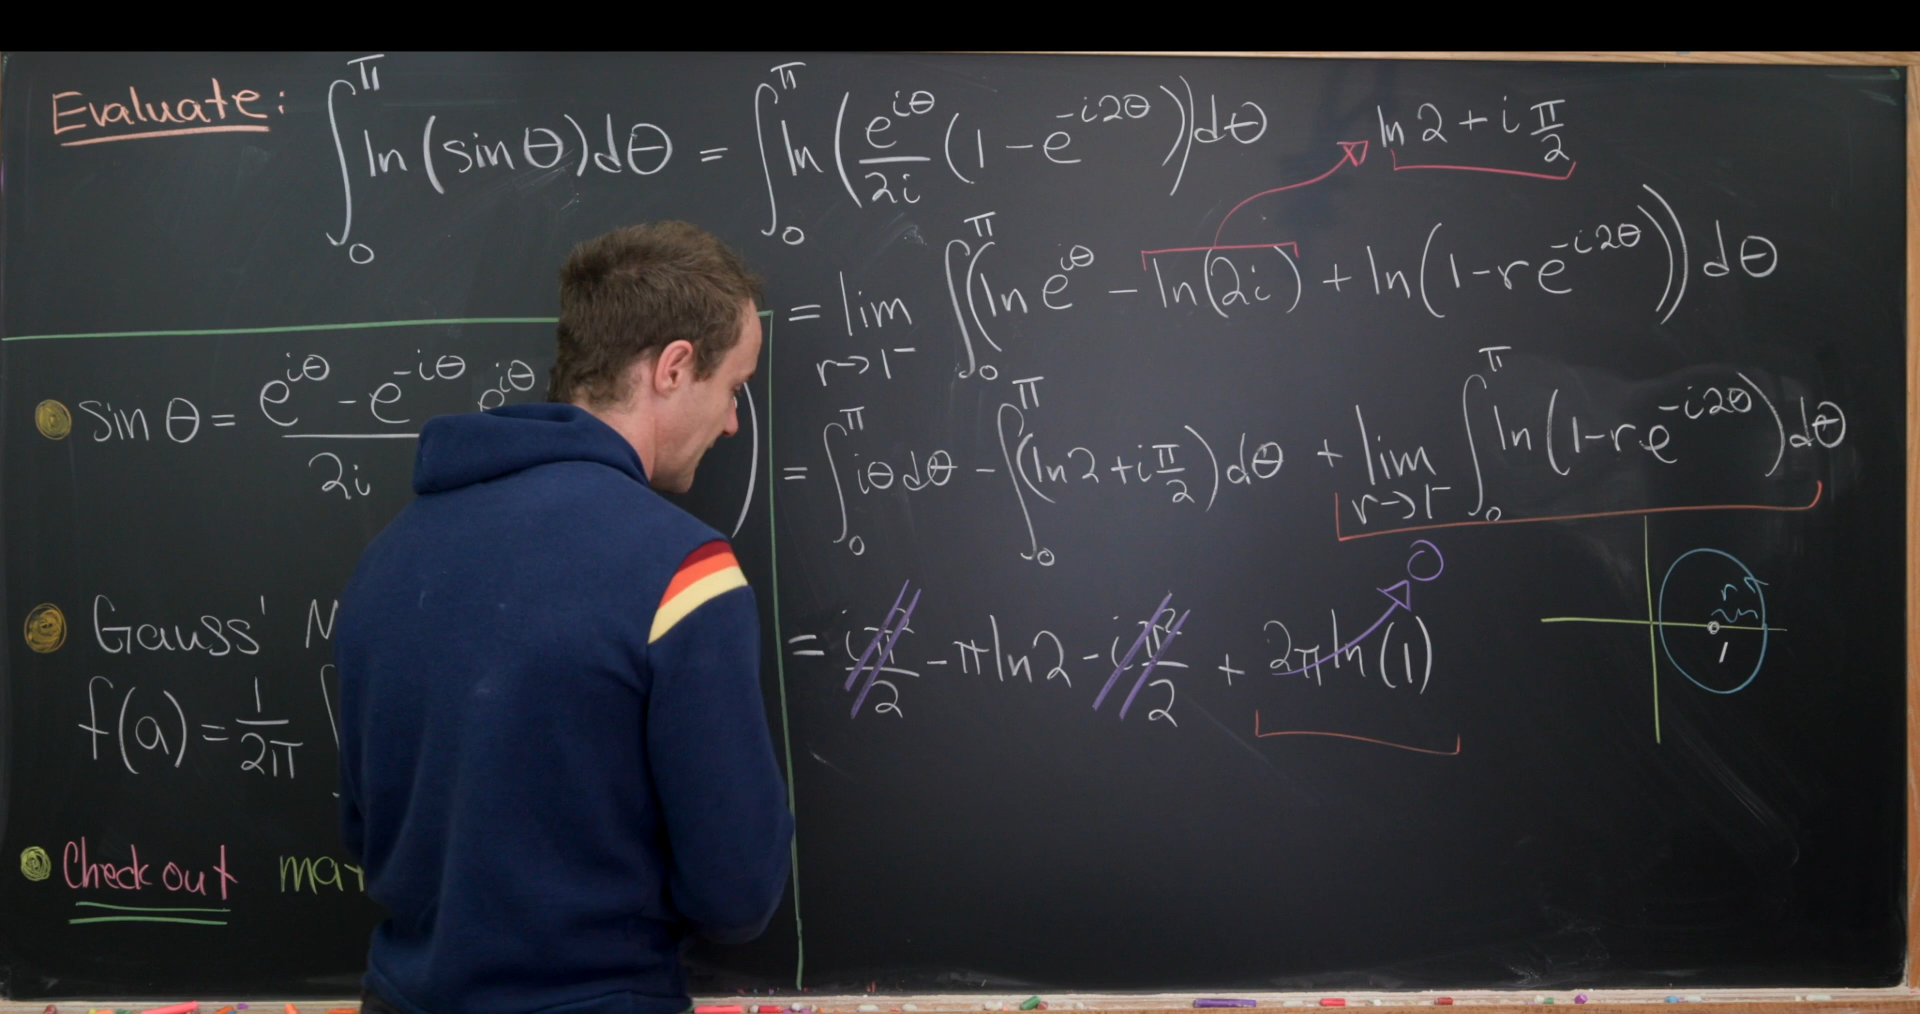 Evaluate: ∫₀^π ln(sin θ)dθ = ∫₀^π ln(e^{iθ}/2i (1 - e^{-i2θ}))dθ
ln 2 + i π/2
= lim_{r→1⁻} ∫₀^π (ln e^{iθ} - ln(2i) + ln(1 - re^{-i2θ})) dθ
sin θ = (e^{iθ} - e^{-iθ})/2i e^{iθ} )
= ∫₀^π iθ dθ - ∫₀^π (ln 2 + i π/2) dθ + lim_{r→1⁻} ∫₀^π ln(1 - re^{-i2θ}) dθ
0
r
1
Gauss'
= iπ²/2 - π ln 2 - iπ²/2 + 2π ln(1)
f(a) = 1/2π ∫
Check out